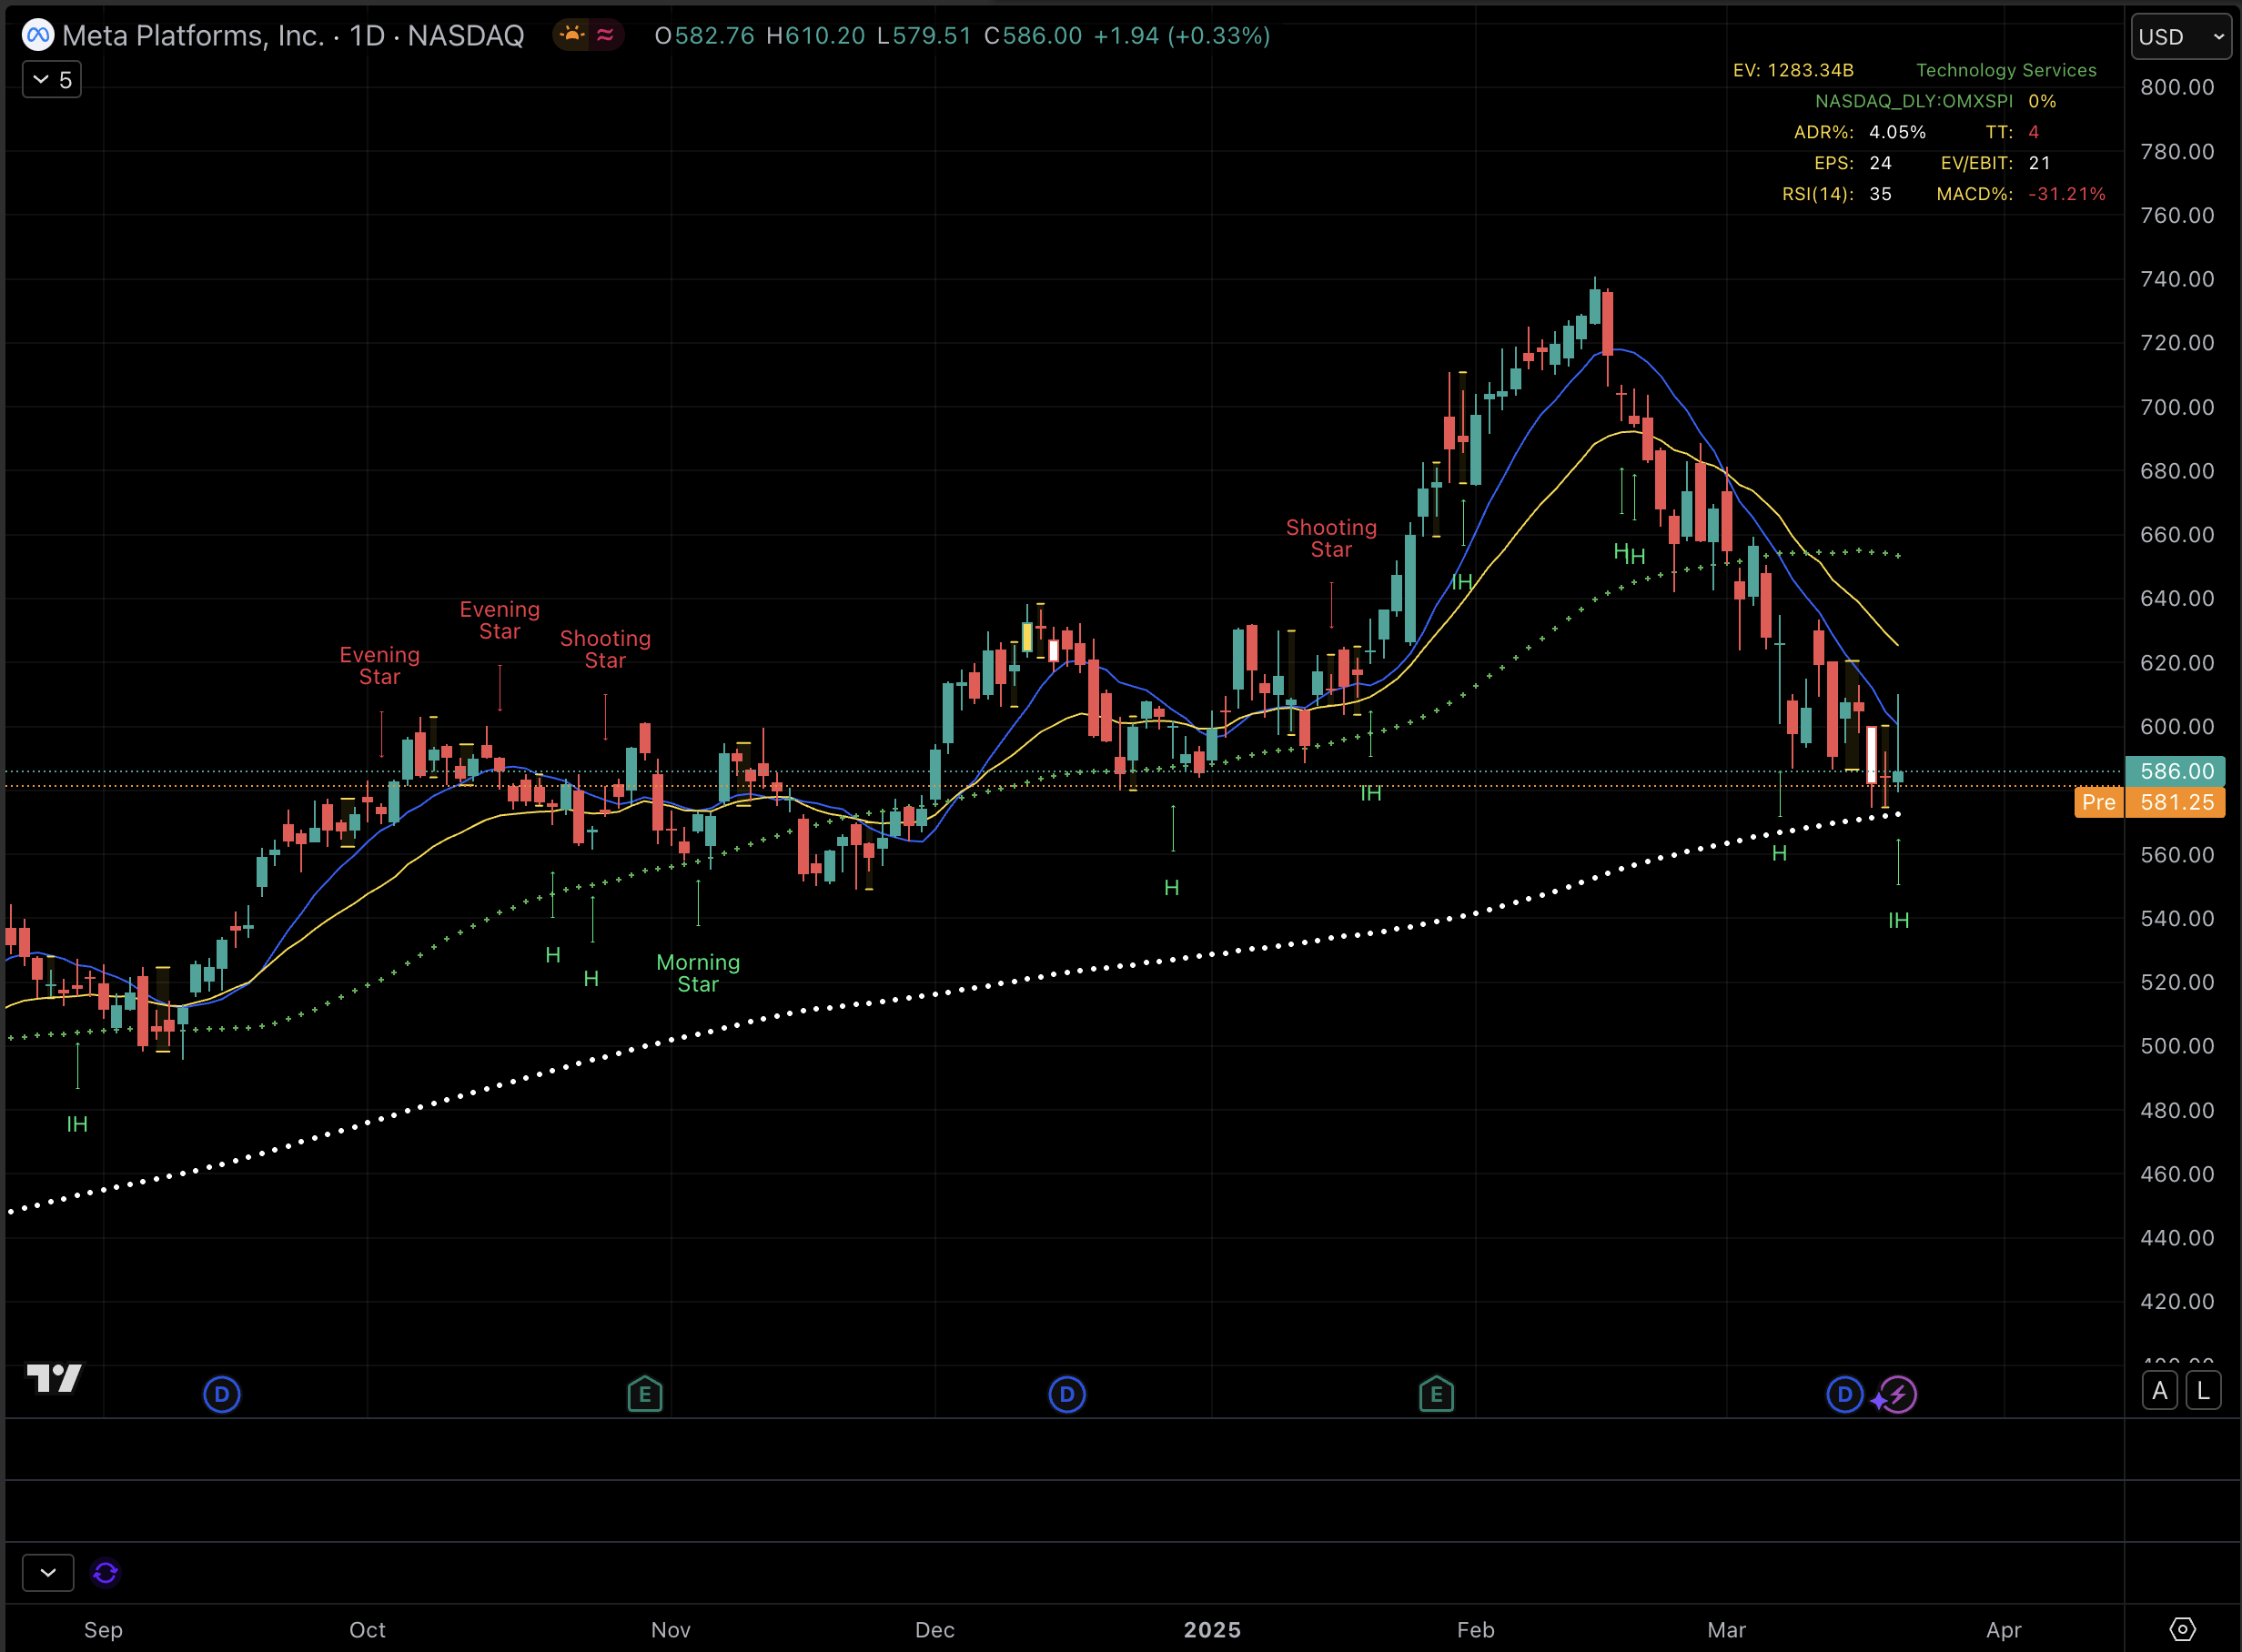 Meta Platforms, Inc. · 1D · NASDAQ O582.76 H610.20 L579.51 C586.00 +1.94 (+0.33%)
USD
5
EV: 1283.34B Technology Services
NASDAQ_DLY:OMXSPI 0%
ADR%: 4.05% TT: 4
EPS: 24 EV/EBIT: 21
RSI(14): 35 MACD%: -31.21%
800.00
780.00
760.00
740.00
720.00
700.00
680.00
660.00
640.00
620.00
600.00
586.00
Pre 581.25
560.00
540.00
520.00
500.00
480.00
460.00
440.00
420.00
Evening
Star
Evening
Star
Shooting
Star
Shooting
Star
IH
H
H
Morning
Star
H
IH
IH
H
H
H
IH
D
E
D
E
D
A
L
Sep
Oct
Nov
Dec
2025
Feb
Mar
Apr